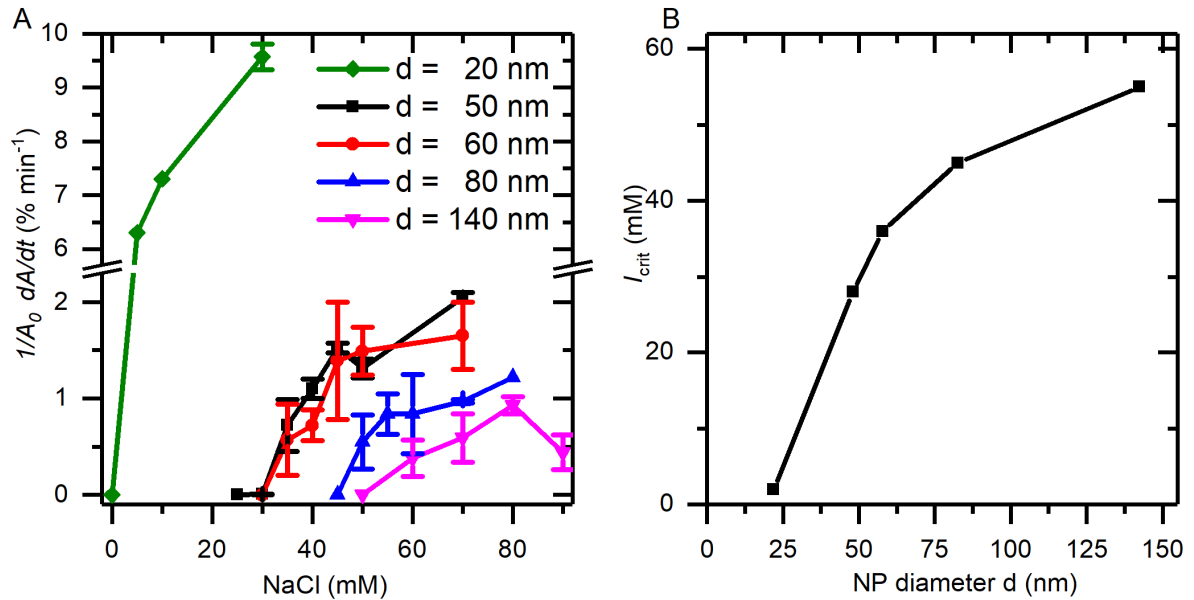 A
1/A0 dA/dt (% min-1)
10
9
8
7
6
2
1
0
d = 20 nm
d = 50 nm
d = 60 nm
d = 80 nm
d = 140 nm
0 20 40 60 80
NaCl (mM)
B
Icrit (mM)
60
40
20
0
0 25 50 75 100 125 150
NP diameter d (nm)